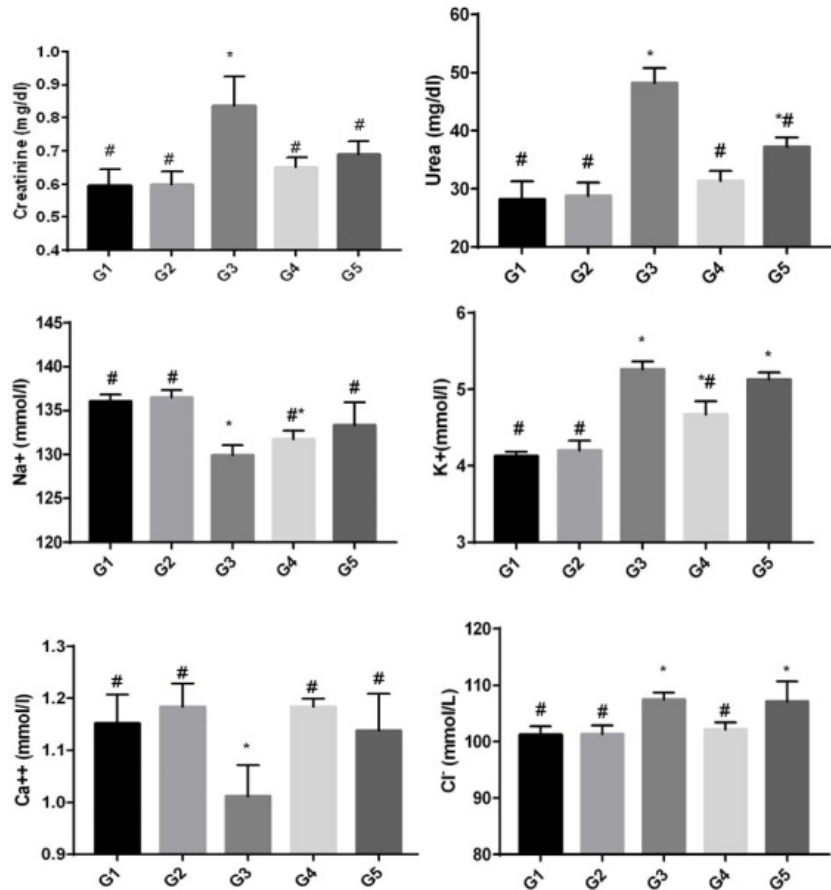 Creatinine (mg/dl)
1.0
0.9
0.8
0.7
0.6
0.5
0.4
#
#
*
#
#
G1
G2
G3
G4
G5
Urea (mg/dl)
60
50
40
30
20
#
#
*
#
*#
G1
G2
G3
G4
G5
Na+ (mmol/l)
145
140
135
130
125
120
#
#
*
#*
#
G1
G2
G3
G4
G5
K+(mmol/l)
6
5
4
3
#
#
*
*#
*
G1
G2
G3
G4
G5
Ca++ (mmol/l)
1.3
1.2
1.1
1.0
0.9
#
#
*
#
#
G1
G2
G3
G4
G5
Cl⁻ (mmol/L)
120
110
100
90
80
#
#
*
#
*
G1
G2
G3
G4
G5